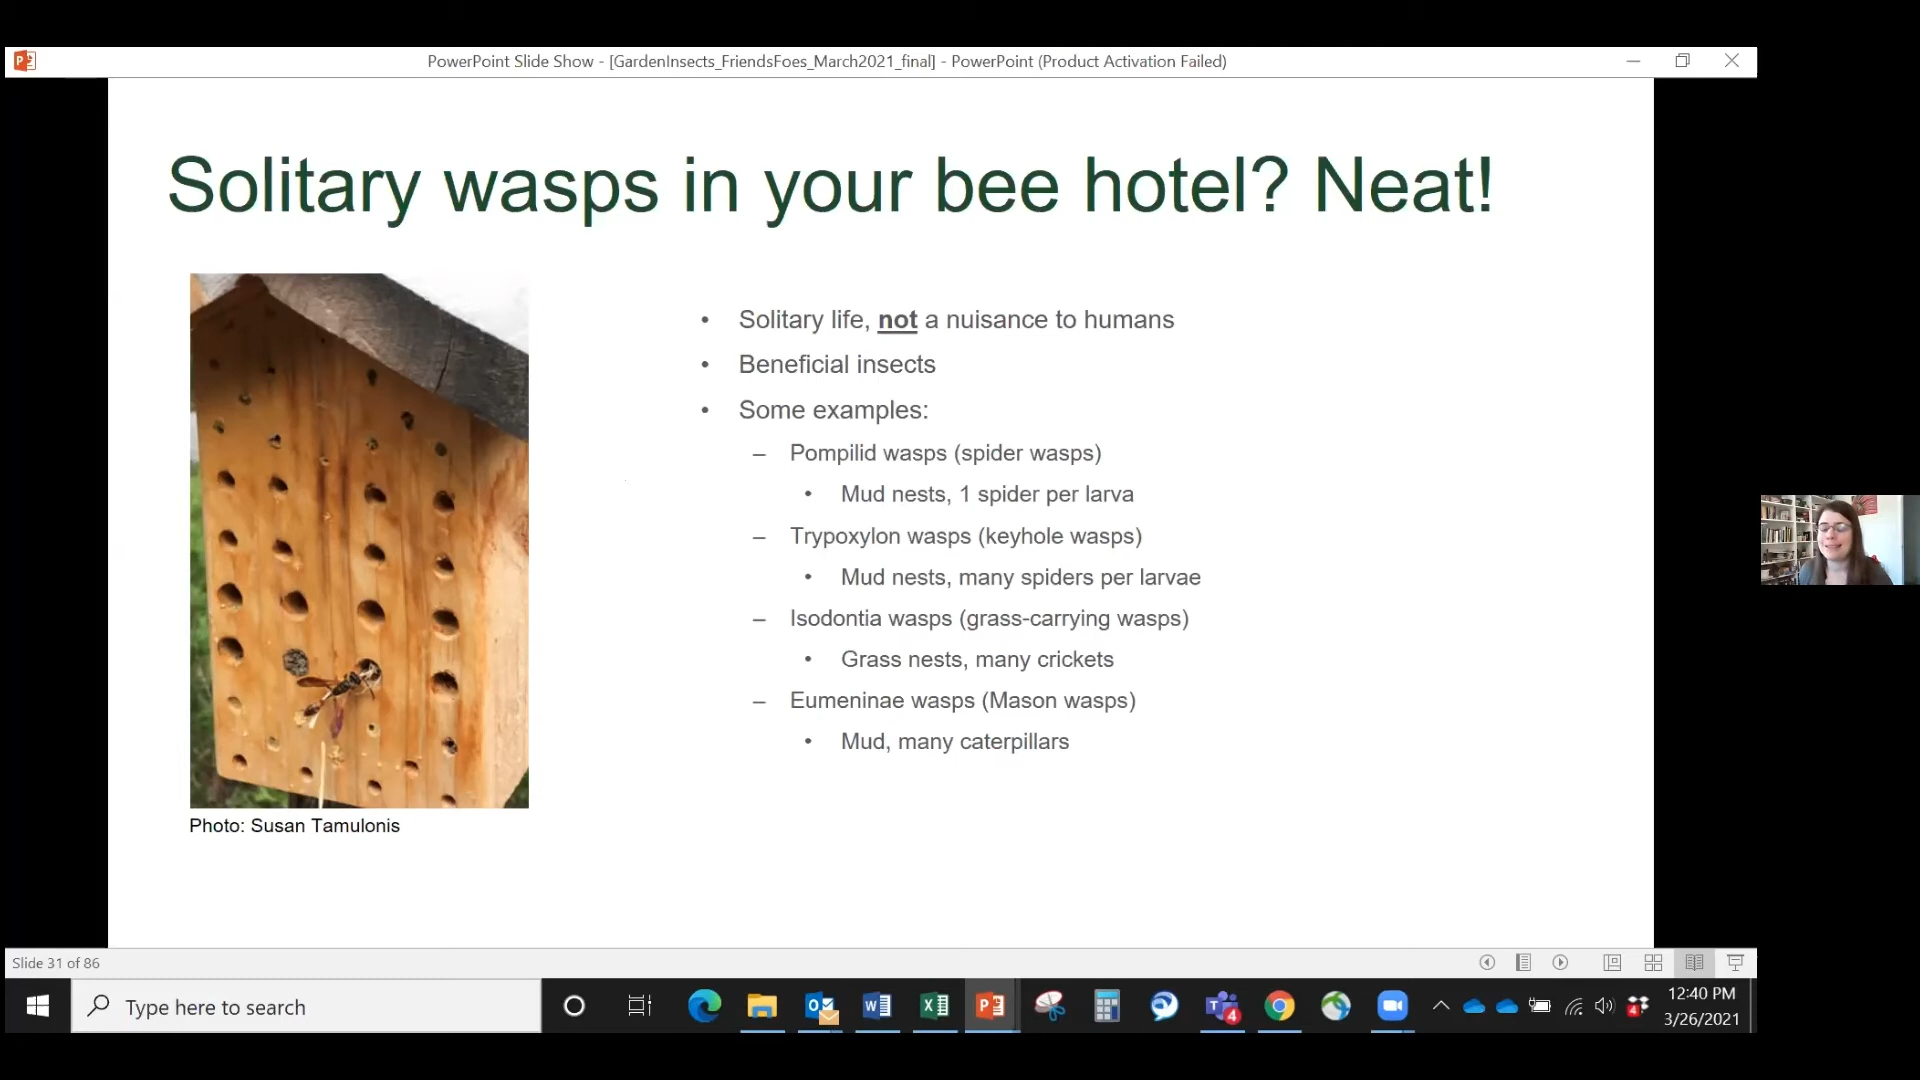 PowerPoint Slide Show - [GardenInsects_FriendsFoes_March2021_final] - PowerPoint (Product Activation Failed)
Solitary wasps in your bee hotel? Neat!
• Solitary life, not a nuisance to humans
• Beneficial insects
• Some examples:
– Pompilid wasps (spider wasps)
• Mud nests, 1 spider per larva
– Trypoxylon wasps (keyhole wasps)
• Mud nests, many spiders per larvae
– Isodontia wasps (grass-carrying wasps)
• Grass nests, many crickets
– Eumeninae wasps (Mason wasps)
• Mud, many caterpillars
Photo: Susan Tamulonis
Slide 31 of 86
Type here to search
4
4
12:40 PM
3/26/2021